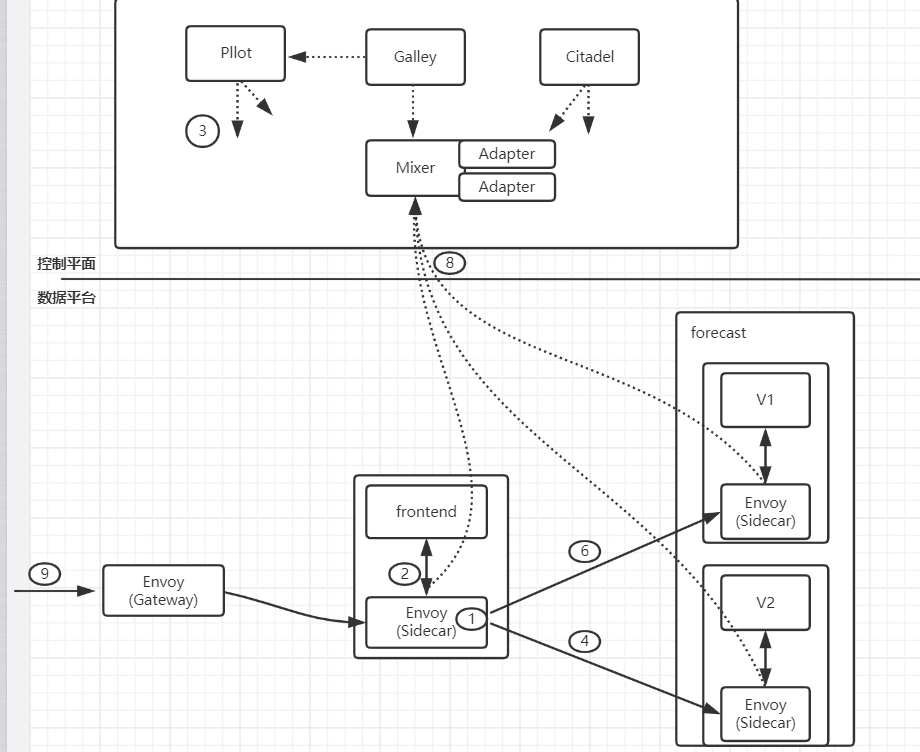 Pllot
Galley
Citadel
3
Mixer
Adapter
Adapter
控制平面
8
数据平台
forecast
V1
Envoy
(Sidecar)
frontend
6
9
Envoy
(Gateway)
2
Envoy
(Sidecar)
1
V2
4
Envoy
(Sidecar)